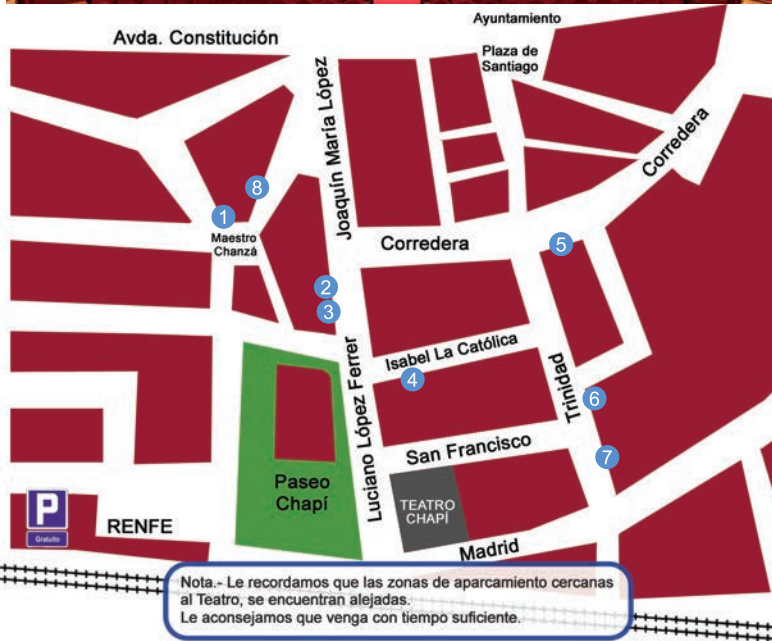 Ayuntamiento
Avda. Constitución
Plaza de
Santiago
Joaquín María López
Corredera
8
1
Maestro
Chanzá
Corredera
5
2
3
Isabel La Católica
4
Luciano López Ferrer
Trinidad
6
San Francisco
7
Paseo
Chapí
TEATRO
CHAPÍ
P
Gratuito
RENFE
Madrid
Nota.- Le recordamos que las zonas de aparcamiento cercanas
al Teatro, se encuentran alejadas.
Le aconsejamos que venga con tiempo suficiente.